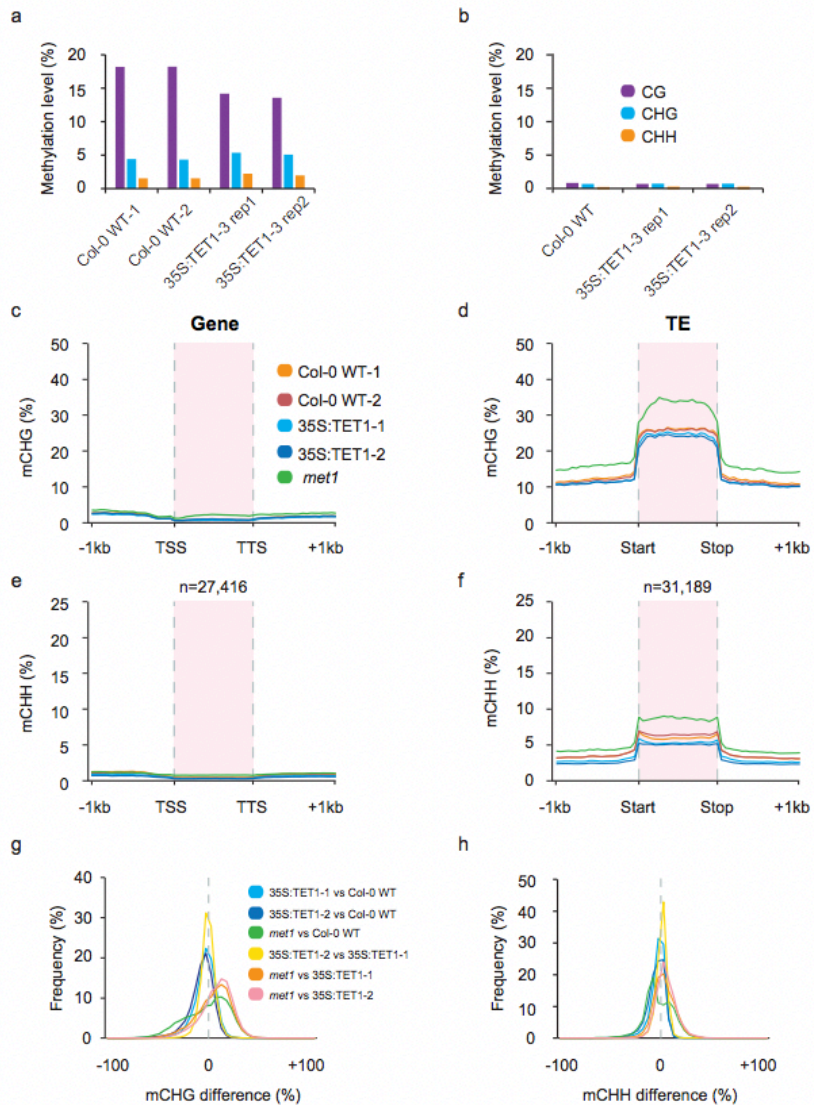 a
b
Methylation level (%)
20
15
10
5
0
Col-0 WT-1
Col-0 WT-2
35S:TET1-3 rep1
35S:TET1-3 rep2
Methylation level (%)
20
15
10
5
0
CG
CHG
CHH
Col-0 WT
35S:TET1-3 rep1
35S:TET1-3 rep2
c
Gene
mCHG (%)
50
40
30
20
10
0
Col-0 WT-1
Col-0 WT-2
35S:TET1-1
35S:TET1-2
met1
-1kb TSS TTS +1kb
d
TE
mCHG (%)
50
40
30
20
10
0
-1kb Start Stop +1kb
e
n=27,416
mCHH (%)
25
20
15
10
5
0
-1kb TSS TTS +1kb
f
n=31,189
mCHH (%)
25
20
15
10
5
0
-1kb Start Stop +1kb
g
Frequency (%)
40
30
20
10
0
35S:TET1-1 vs Col-0 WT
35S:TET1-2 vs Col-0 WT
met1 vs Col-0 WT
35S:TET1-2 vs 35S:TET1-1
met1 vs 35S:TET1-1
met1 vs 35S:TET1-2
-100 0 +100
mCHG difference (%)
h
Frequency (%)
50
40
30
20
10
0
-100 0 +100
mCHH difference (%)